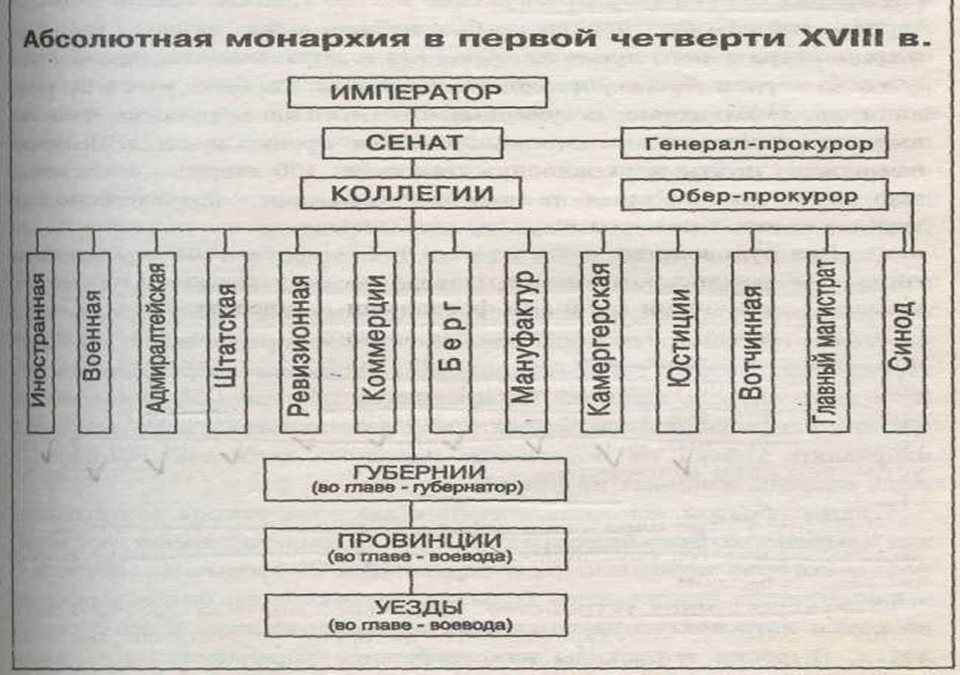 Абсолютная монархия в первой четверти XVIII в.
ИМПЕРАТОР
СЕНАТ
Генерал-прокурор
КОЛЛЕГИИ
Обер-прокурор
Иностранная
Военная
Адмиралтейская
Штатская
Ревизионная
Коммерции
Берг
Мануфактур
Камергерская
Юстиции
Вотчинная
Главный магистрат
Синод
ГУБЕРНИИ
(во главе - губернатор)
ПРОВИНЦИИ
(во главе - воевода)
УЕЗДЫ
(во главе - воевода)